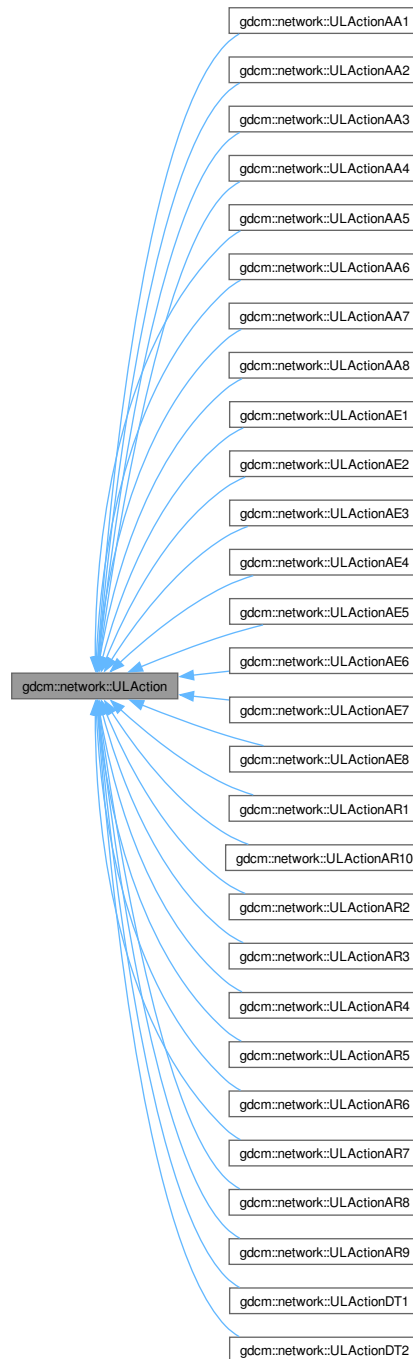 gdcm::network::ULActionAA1
gdcm::network::ULActionAA2
gdcm::network::ULActionAA3
gdcm::network::ULActionAA4
gdcm::network::ULActionAA5
gdcm::network::ULActionAA6
gdcm::network::ULActionAA7
gdcm::network::ULActionAA8
gdcm::network::ULActionAE1
gdcm::network::ULActionAE2
gdcm::network::ULActionAE3
gdcm::network::ULActionAE4
gdcm::network::ULActionAE5
gdcm::network::ULActionAE6
gdcm::network::ULAction
gdcm::network::ULActionAE7
gdcm::network::ULActionAE8
gdcm::network::ULActionAR1
gdcm::network::ULActionAR10
gdcm::network::ULActionAR2
gdcm::network::ULActionAR3
gdcm::network::ULActionAR4
gdcm::network::ULActionAR5
gdcm::network::ULActionAR6
gdcm::network::ULActionAR7
gdcm::network::ULActionAR8
gdcm::network::ULActionAR9
gdcm::network::ULActionDT1
gdcm::network::ULActionDT2